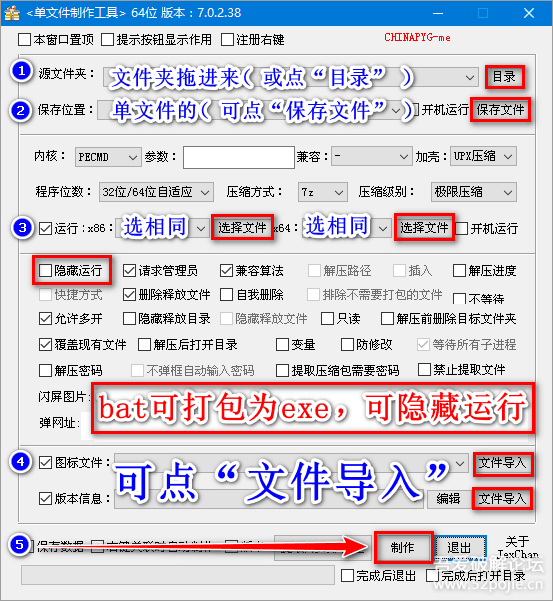 <单文件制作工具> 64位 版本：7.0.2.38
本窗口置顶 提示按钮显示作用 注册右键 CHINAPYG-me
① 源文件夹： 文件夹拖进来（或点“目录”） 目录
② 保存位置： 单文件的（可点“保存文件”） 开机运行 保存文件
内核： PECMD 参数： 兼容： - 加壳： UPX压缩
程序位数： 32位/64位自适应 压缩方式： 7z 压缩级别： 极限压缩
③ 运行：x86： 选相同 选择文件 x64： 选相同 选择文件 开机运行
隐藏运行 请求管理员 兼容算法 解压路径 插入 解压进度
快捷方式 删除释放文件 自我删除 排除不需要打包的文件 不等待
允许多开 隐藏释放目录 隐藏释放文件 只读 解压前删除目标文件夹
覆盖现有文件 解压后打开目录 变量 防修改 等待所有子进程
解压密码 不弹框自动输入密码 提取压缩包需要密码 禁止提取文件
闪屏图片：
弹网址：
bat可打包为exe，可隐藏运行
④ 图标文件： 文件导入
可点“文件导入”
版本信息： 编辑 文件导入
⑤ 保存数据 右键关联时自动制作 制作 退出 关于
JexChan
完成后退出 完成后打开目录
吾爱破解论坛
www.52pojie.cn